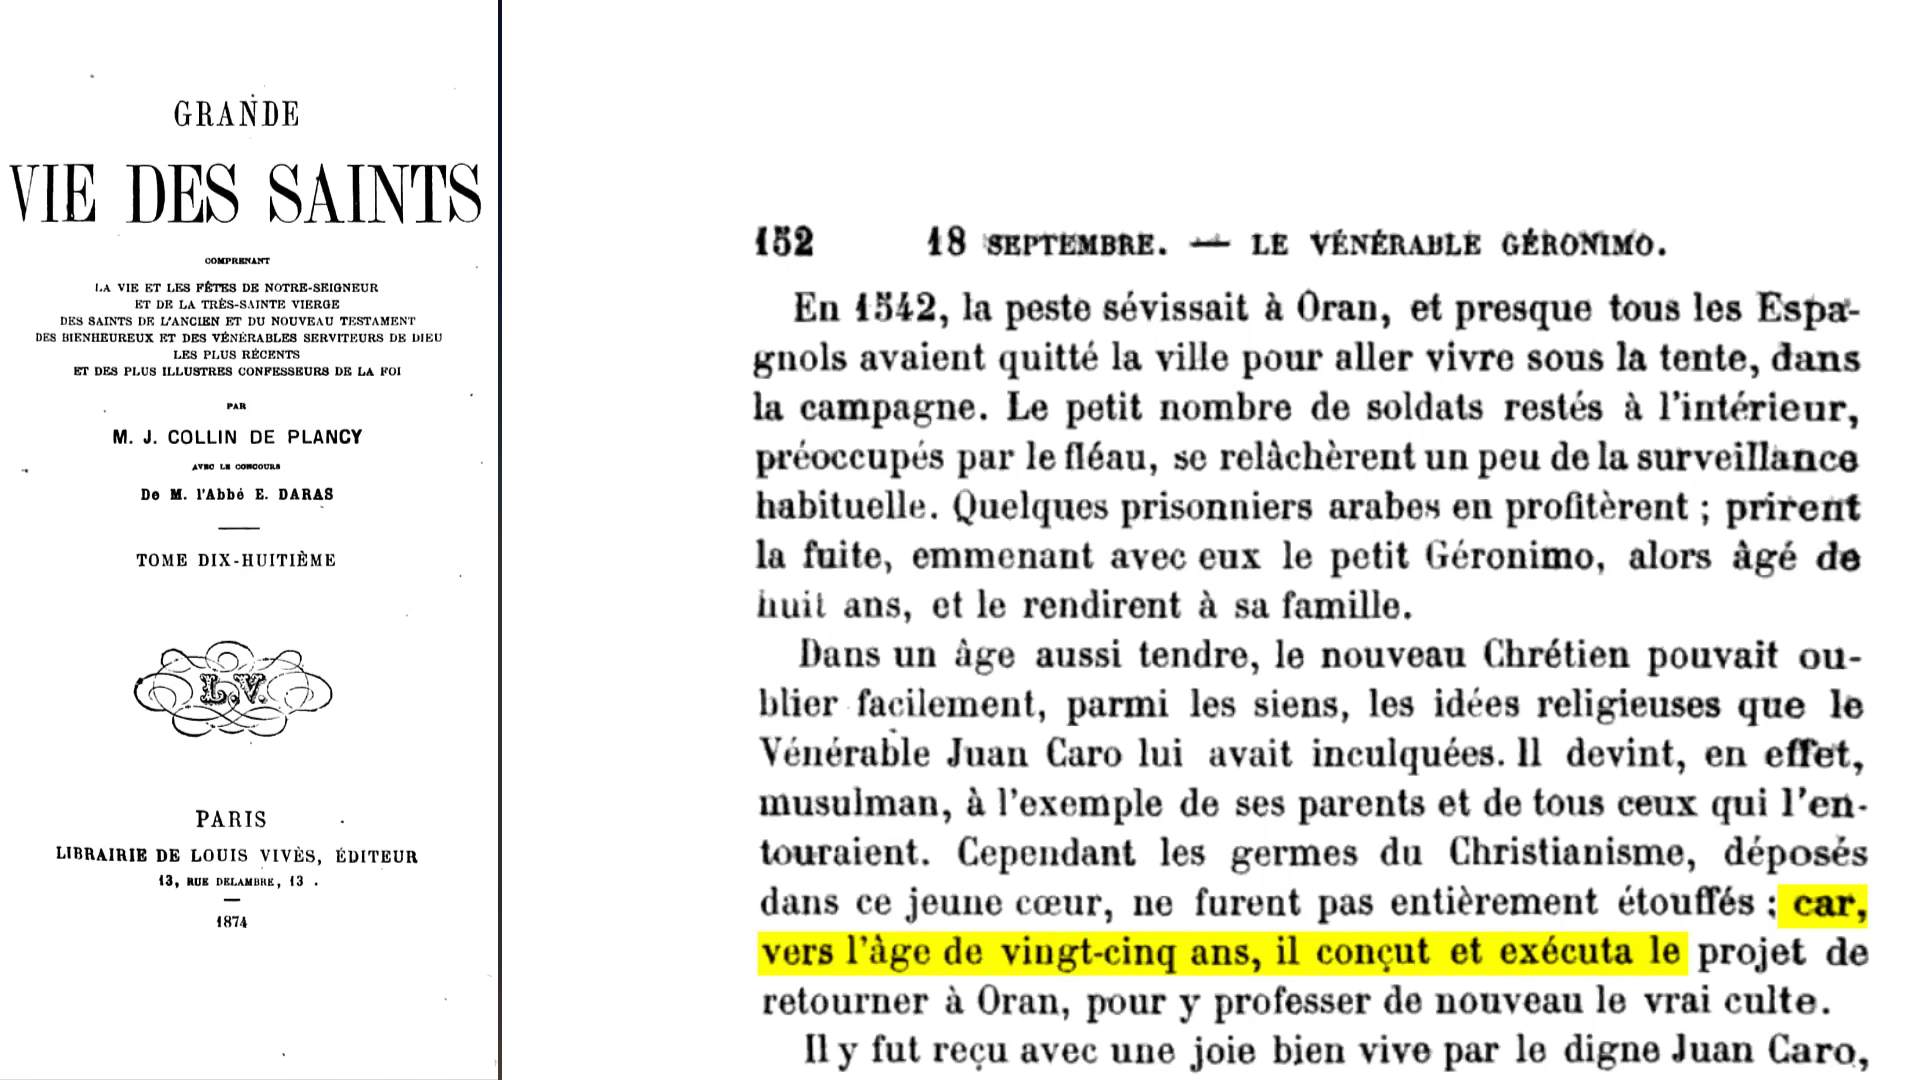 GRANDE
VIE DES SAINTS
COMPRENANT
LA VIE ET LES FÊTES DE NOTRE-SEIGNEUR
ET DE LA TRÈS-SAINTE VIERGE
DES SAINTS DE L'ANCIEN ET DU NOUVEAU TESTAMENT
DES BIENHEUREUX ET DES VÉNÉRABLES SERVITEURS DE DIEU
LES PLUS RÉCENTS
ET DES PLUS ILLUSTRES CONFESSEURS DE LA FOI
PAR
M. J. COLLIN DE PLANCY
AVEC LE CONCOURS
De M. l'Abbé E. DARAS
TOME DIX-HUITIÈME
L.V.
PARIS
LIBRAIRIE DE LOUIS VIVÈS, ÉDITEUR
13, RUE DELAMBRE, 13.
1874
152 18 SEPTEMBRE. — LE VÉNÉRABLE GÉRONIMO.
En 1542, la peste sévissait à Oran, et presque tous les Espa-
gnols avaient quitté la ville pour aller vivre sous la tente, dans
la campagne. Le petit nombre de soldats restés à l'intérieur,
préoccupés par le fléau, se relâchèrent un peu de la surveillance
habituelle. Quelques prisonniers arabes en profitèrent ; prirent
la fuite, emmenant avec eux le petit Géronimo, alors âgé de
huit ans, et le rendirent à sa famille.
Dans un âge aussi tendre, le nouveau Chrétien pouvait ou-
blier facilement, parmi les siens, les idées religieuses que le
Vénérable Juan Caro lui avait inculquées. Il devint, en effet,
musulman, à l'exemple de ses parents et de tous ceux qui l'en-
touraient. Cependant les germes du Christianisme, déposés
dans ce jeune cœur, ne furent pas entièrement étouffés ; car,
vers l'âge de vingt-cinq ans, il conçut et exécuta le projet de
retourner à Oran, pour y professer de nouveau le vrai culte.
Il y fut reçu avec une joie bien vive par le digne Juan Caro,